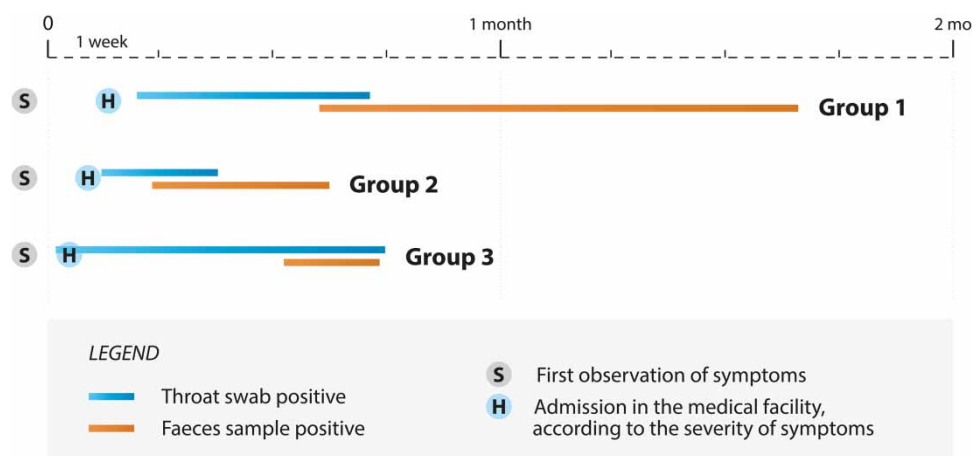 0
1 month
2 mo
1 week
S
H
Group 1
S
H
Group 2
S
H
Group 3
LEGEND
Throat swab positive
Faeces sample positive
S
First observation of symptoms
H
Admission in the medical facility,
according to the severity of symptoms